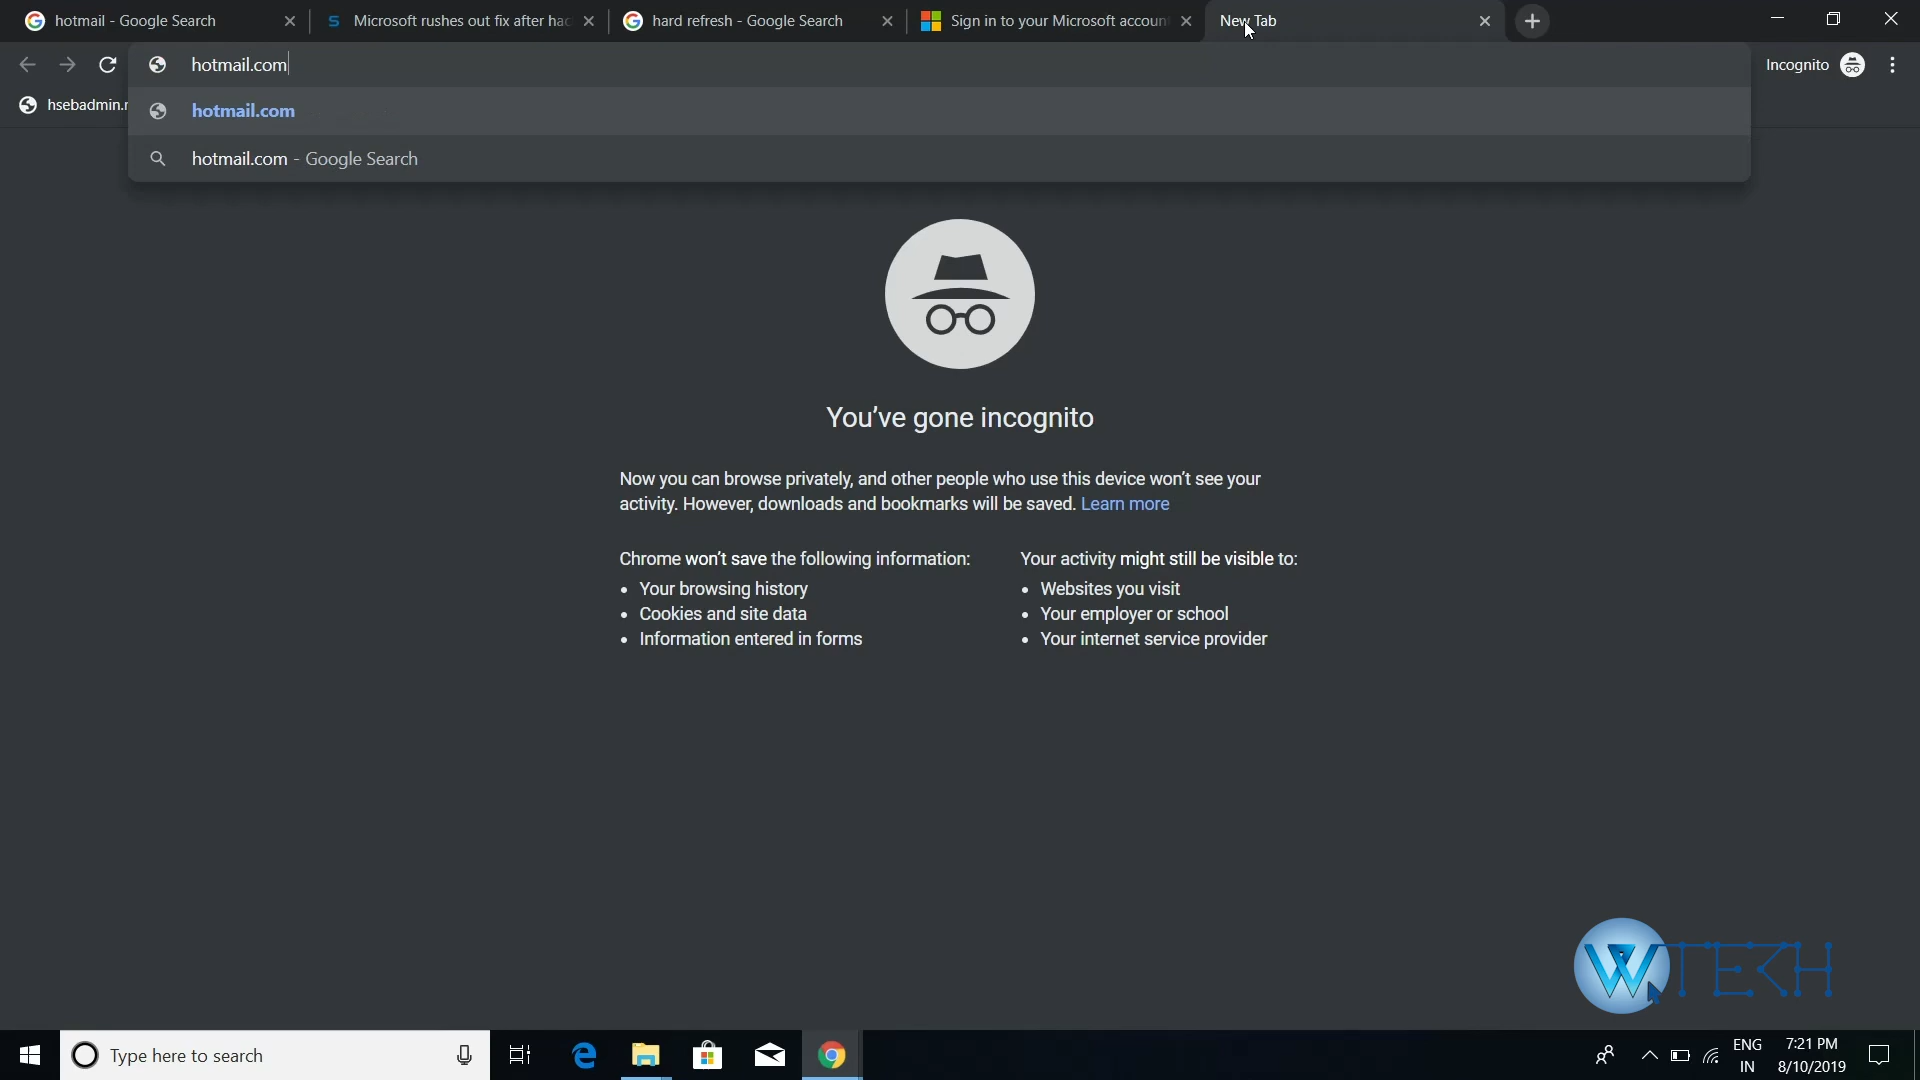 hotmail - Google Search
Microsoft rushes out fix after hac
hard refresh - Google Search
Sign in to your Microsoft account
New Tab
hotmail.com
Incognito
hsebadmin.r
hotmail.com
hotmail.com - Google Search
You've gone incognito
Now you can browse privately, and other people who use this device won't see your
activity. However, downloads and bookmarks will be saved. Learn more
Chrome won't save the following information:
• Your browsing history
• Cookies and site data
• Information entered in forms
Your activity might still be visible to:
• Websites you visit
• Your employer or school
• Your internet service provider
WTEKH
Type here to search
ENG
IN
7:21 PM
8/10/2019